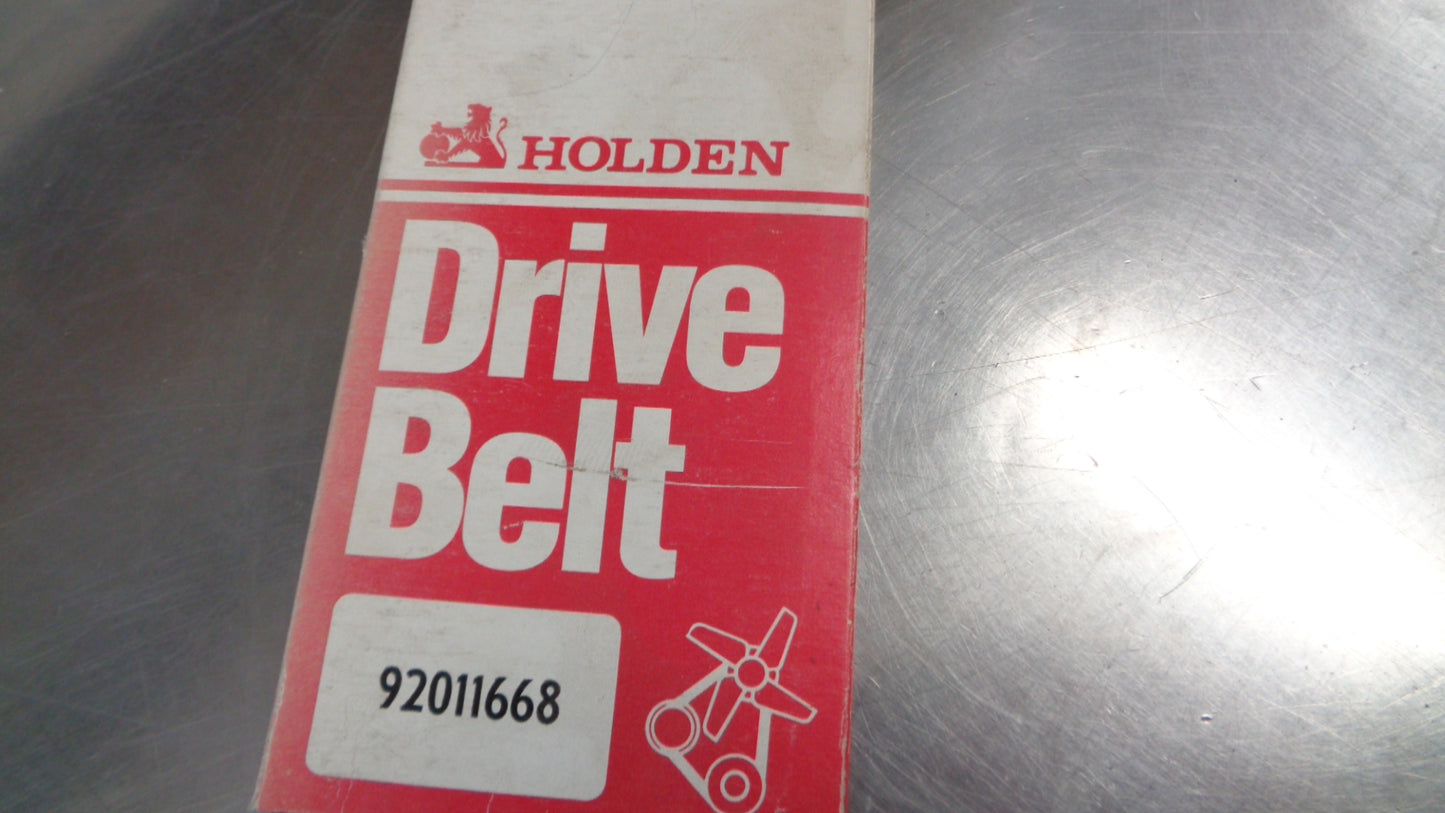 HOLDEN
Drive
Belt
92011668